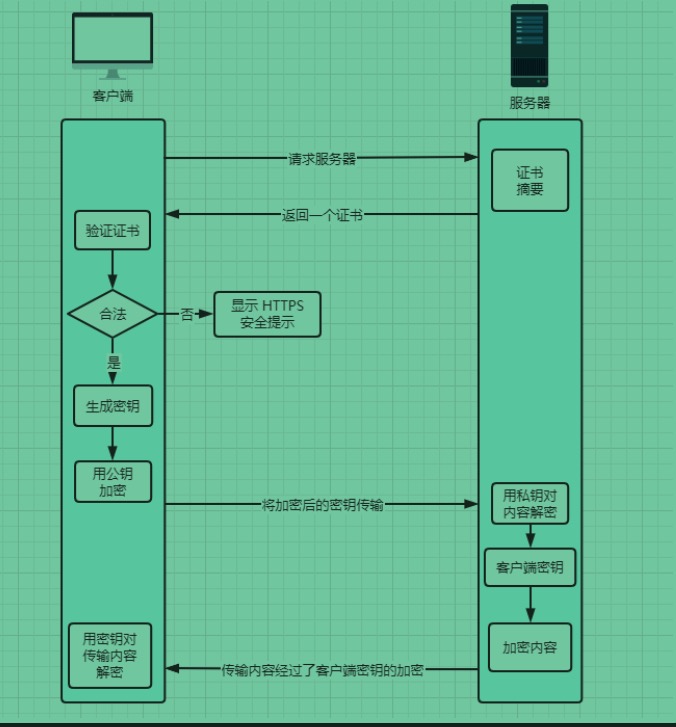 客户端
服务器
请求服务器
证书
摘要
返回一个证书
验证证书
合法
否
显示 HTTPS
安全提示
是
生成密钥
用公钥
加密
将加密后的密钥传输
用私钥对
内容解密
客户端密钥
加密内容
用密钥对
传输内容
解密
传输内容经过了客户端密钥的加密